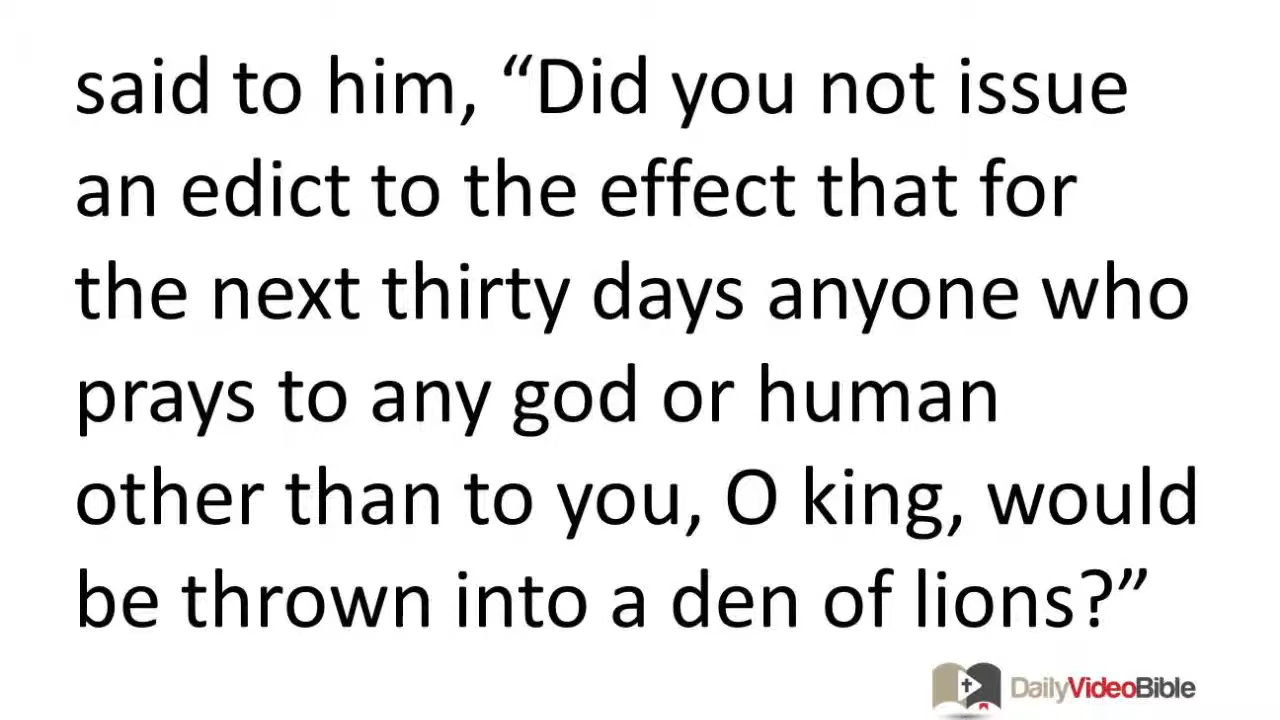 said to him, “Did you not issue
an edict to the effect that for
the next thirty days anyone who
prays to any god or human
other than to you, O king, would
be thrown into a den of lions?”
DailyVideoBible